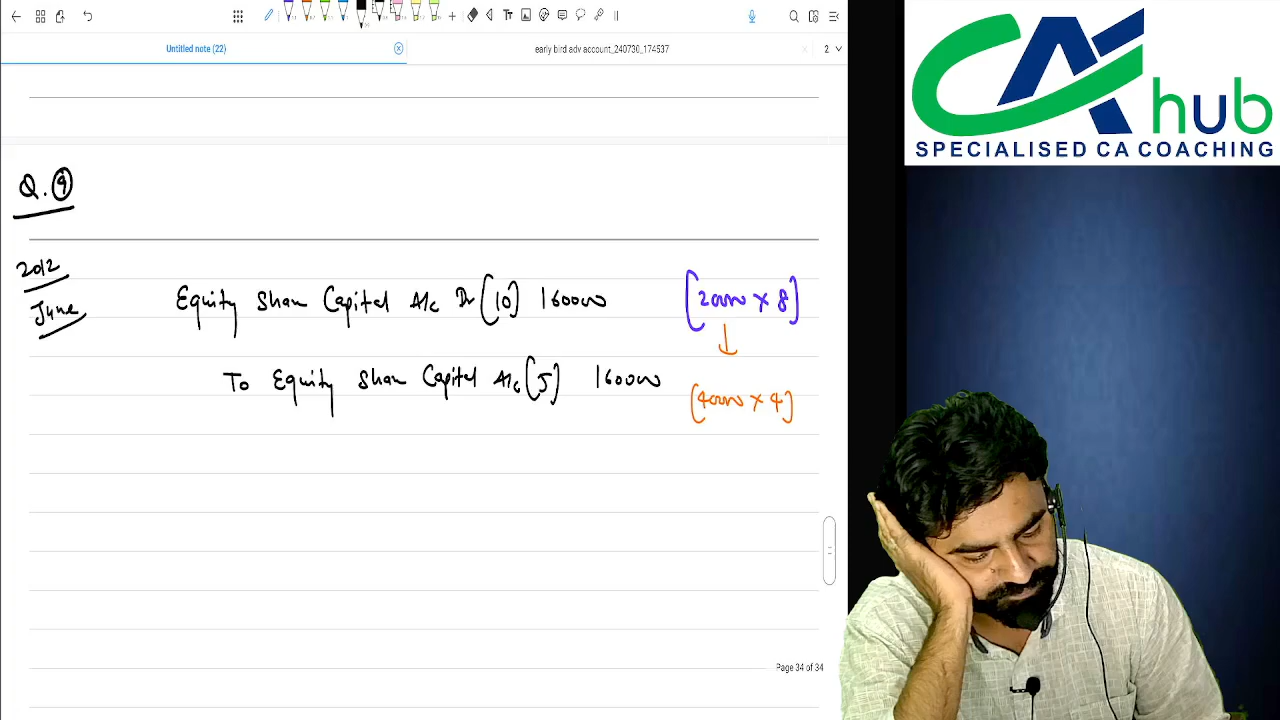 Untitled note (22)
early bird adv account_240730_174537
2
CA hub
SPECIALISED CA COACHING
Q. 9
2012
June
Equity Share Capital A/c Dr [10] 160000 [20000 × 8]
To Equity Share Capital A/c [5] 160000 [40000 × 4]
Page 34 of 34